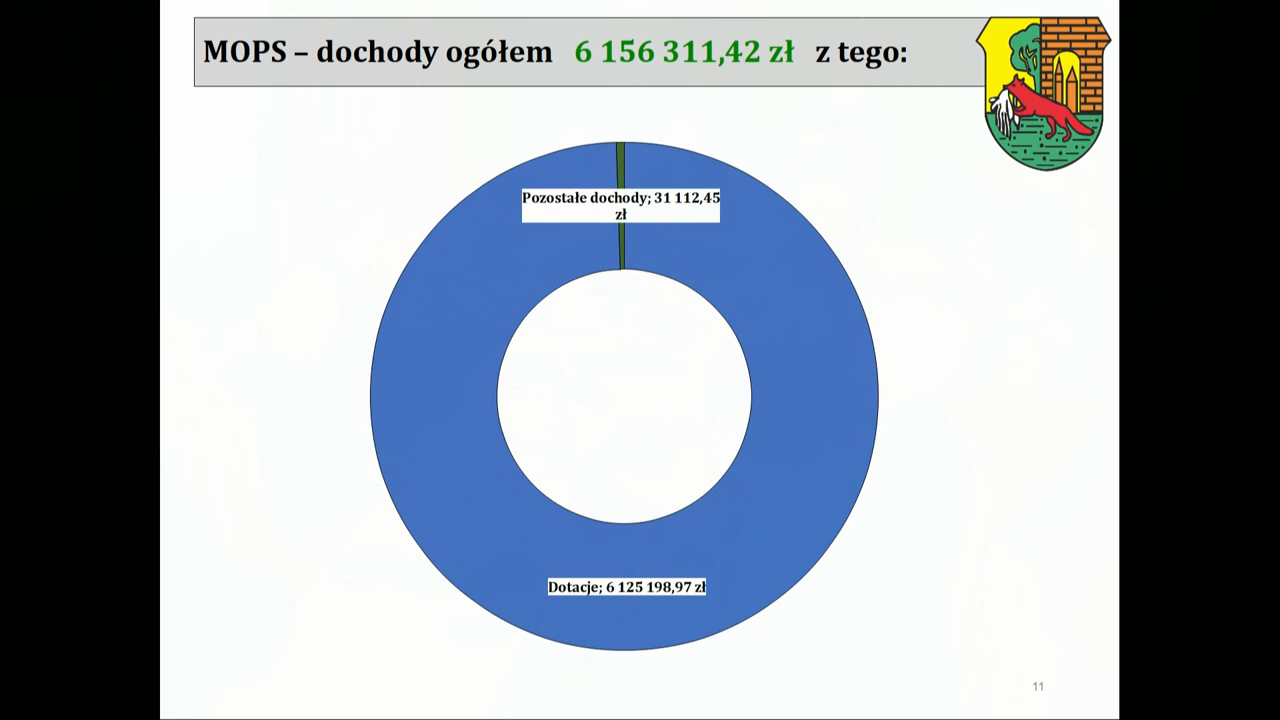 MOPS – dochody ogółem 6 156 311,42 zł z tego:
Pozostałe dochody; 31 112,45
zł
Dotacje; 6 125 198,97 zł
11